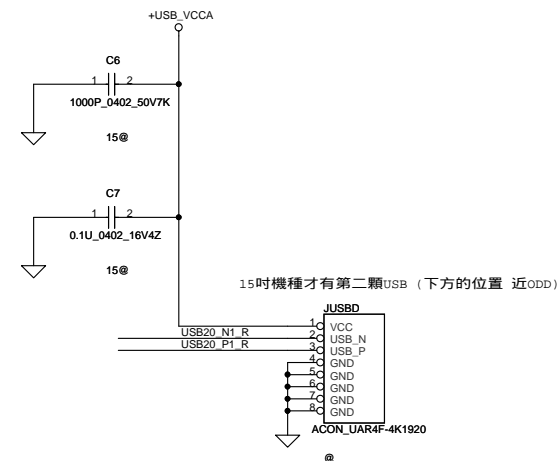 +USB_VCCA
C6
1 2
1000P_0402_50V7K
15@
C7
1 2
0.1U_0402_16V4Z
15@
15吋機種才有第二顆USB (下方的位置 近ODD)
JUSBD
1 VCC
USB20_N1_R 2 USB_N
USB20_P1_R 3 USB_P
4 GND
5 GND
6 GND
7 GND
8 GND
ACON_UAR4F-4K1920
@